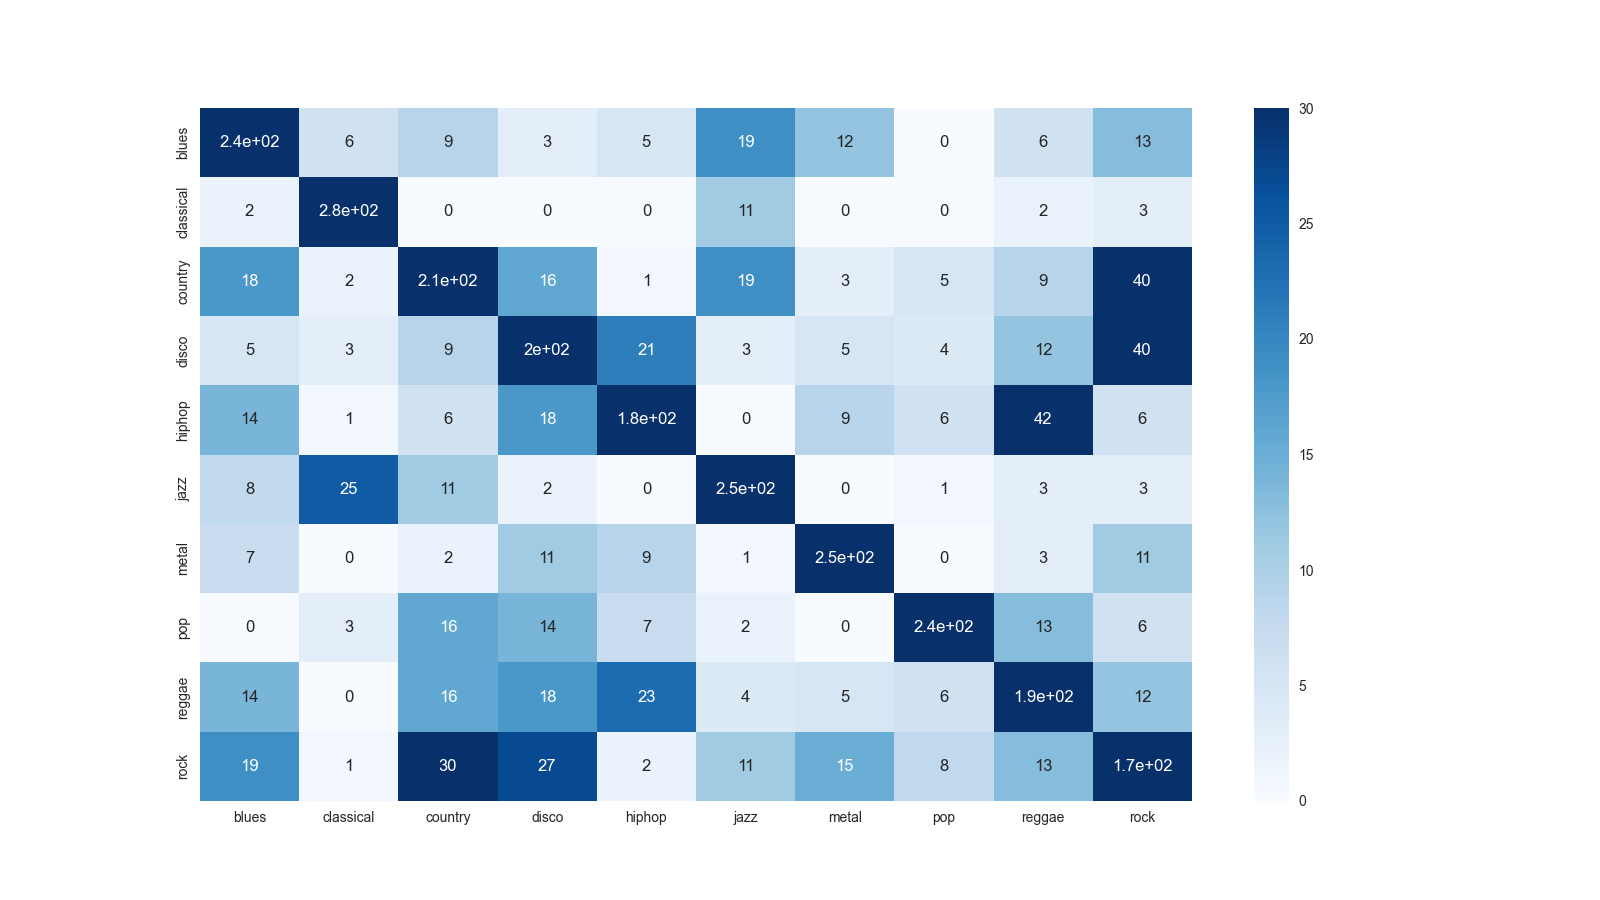 blues 2.4e+02 6 9 3 5 19 12 0 6 13
classical 2 2.8e+02 0 0 0 11 0 0 2 3
country 18 2 2.1e+02 16 1 19 3 5 9 40
disco 5 3 9 2e+02 21 3 5 4 12 40
hiphop 14 1 6 18 1.8e+02 0 9 6 42 6
jazz 8 25 11 2 0 2.5e+02 0 1 3 3
metal 7 0 2 11 9 1 2.5e+02 0 3 11
pop 0 3 16 14 7 2 0 2.4e+02 13 6
reggae 14 0 16 18 23 4 5 6 1.9e+02 12
rock 19 1 30 27 2 11 15 8 13 1.7e+02
blues classical country disco hiphop jazz metal pop reggae rock
30
25
20
15
10
5
0